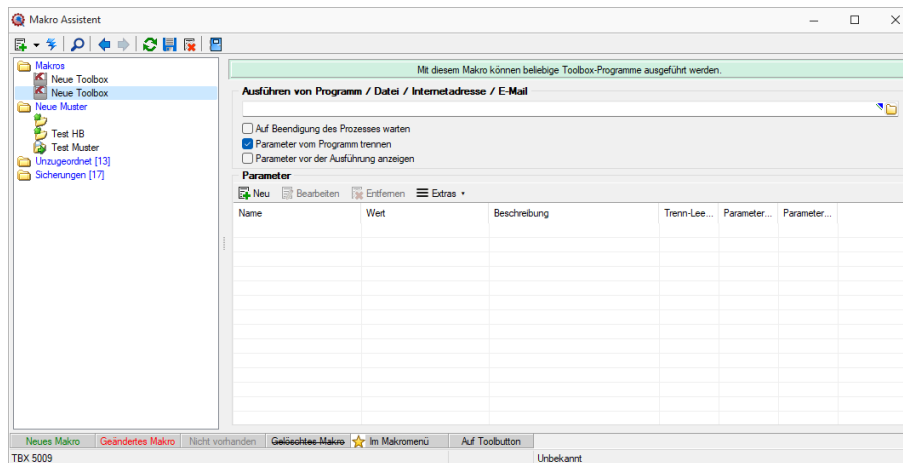 Makro Assistent
Makros
Neue Toolbox
Neue Toolbox
Neue Muster
Test HB
Test Muster
Unzugeordnet [13]
Sicherungen [17]
Mit diesem Makro können beliebige Toolbox-Programme ausgeführt werden.
Ausführen von Programm / Datei / Internetadresse / E-Mail
Auf Beendigung des Prozesses warten
Parameter vom Programm trennen
Parameter vor der Ausführung anzeigen
Parameter
Neu Bearbeiten Entfernen Extras
Name Wert Beschreibung Trenn-Lee... Parameter... Parameter...
Neues Makro Geändertes Makro Nicht vorhanden Gelöschtes Makro Im Makromenü Auf Toolbutton
TBX 5009 Unbekannt